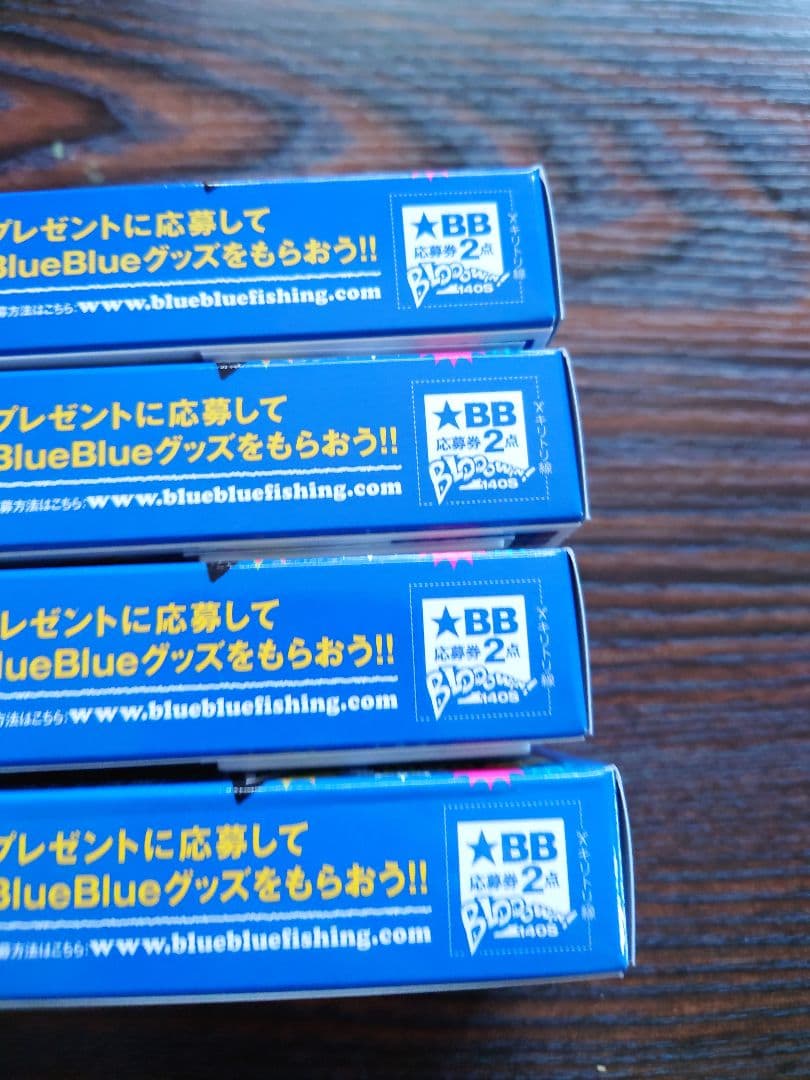 プレゼントに応募して
BlueBlueグッズをもらおう!!
募方法はこちら:www.bluebluefishing.com
★BB
応募券2点
Blooowin!
140S
キリトリ線
プレゼントに応募して
BlueBlueグッズをもらおう!!
募方法はこちら:www.bluebluefishing.com
★BB
応募券2点
Blooowin!
140S
キリトリ線
レゼントに応募して
lueBlueグッズをもらおう!!
方法はこちら:www.bluebluefishing.com
★BB
応募券2点
Blooowin!
140S
キリトリ線
プレゼントに応募して
BlueBlueグッズをもらおう!!
募方法はこちら:www.bluebluefishing.com
★BB
応募券2点
Blooowin!
140S
キリトリ線